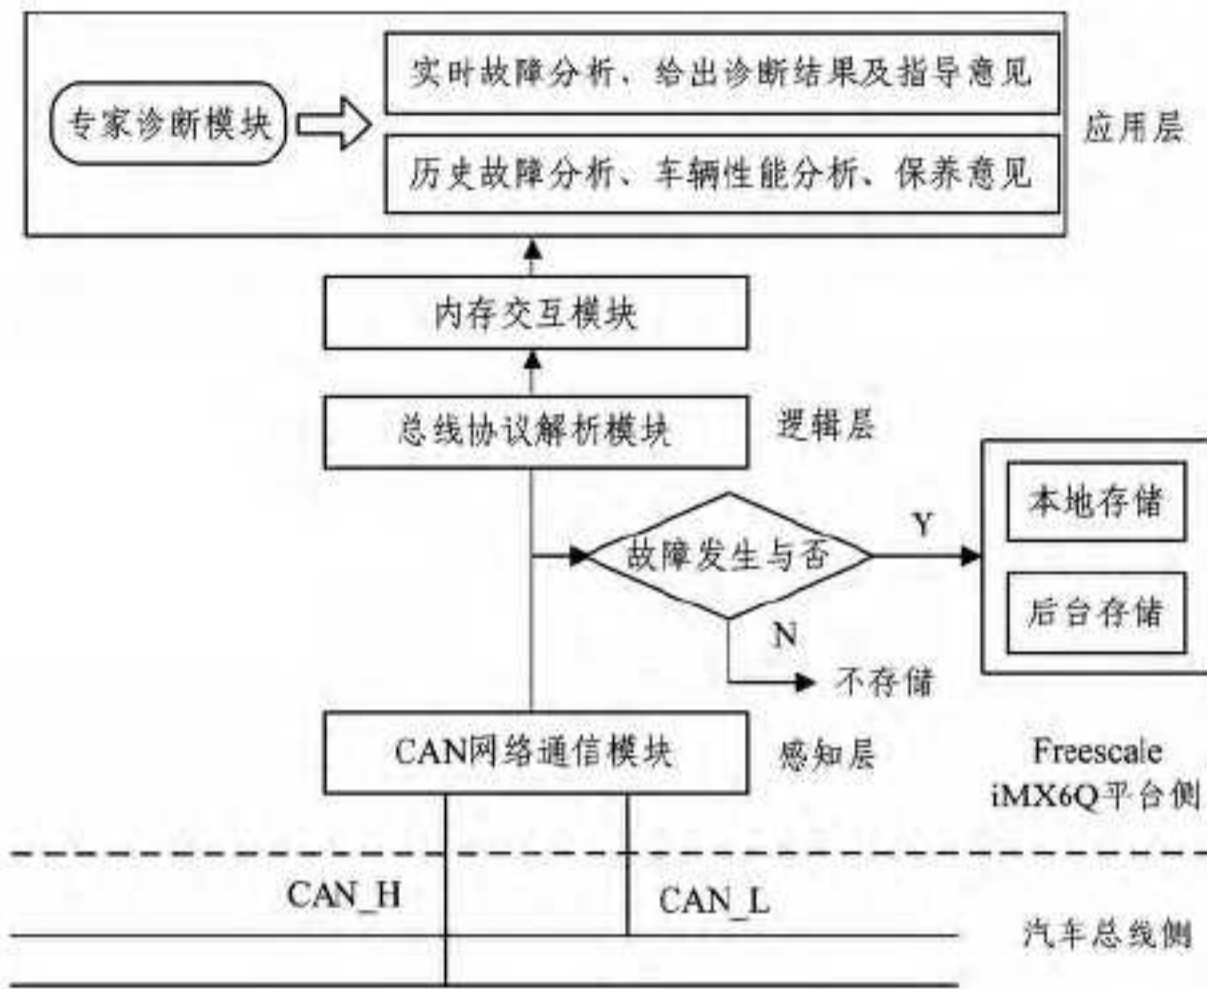 实时故障分析、给出诊断结果及指导意见
专家诊断模块
应用层
历史故障分析、车辆性能分析、保养意见
内存交互模块
总线协议解析模块
逻辑层
本地存储
Y
故障发生与否
后台存储
N
不存储
CAN网络通信模块
感知层
Freescale
iMX6Q平台侧
CAN_H
CAN_L
汽车总线侧